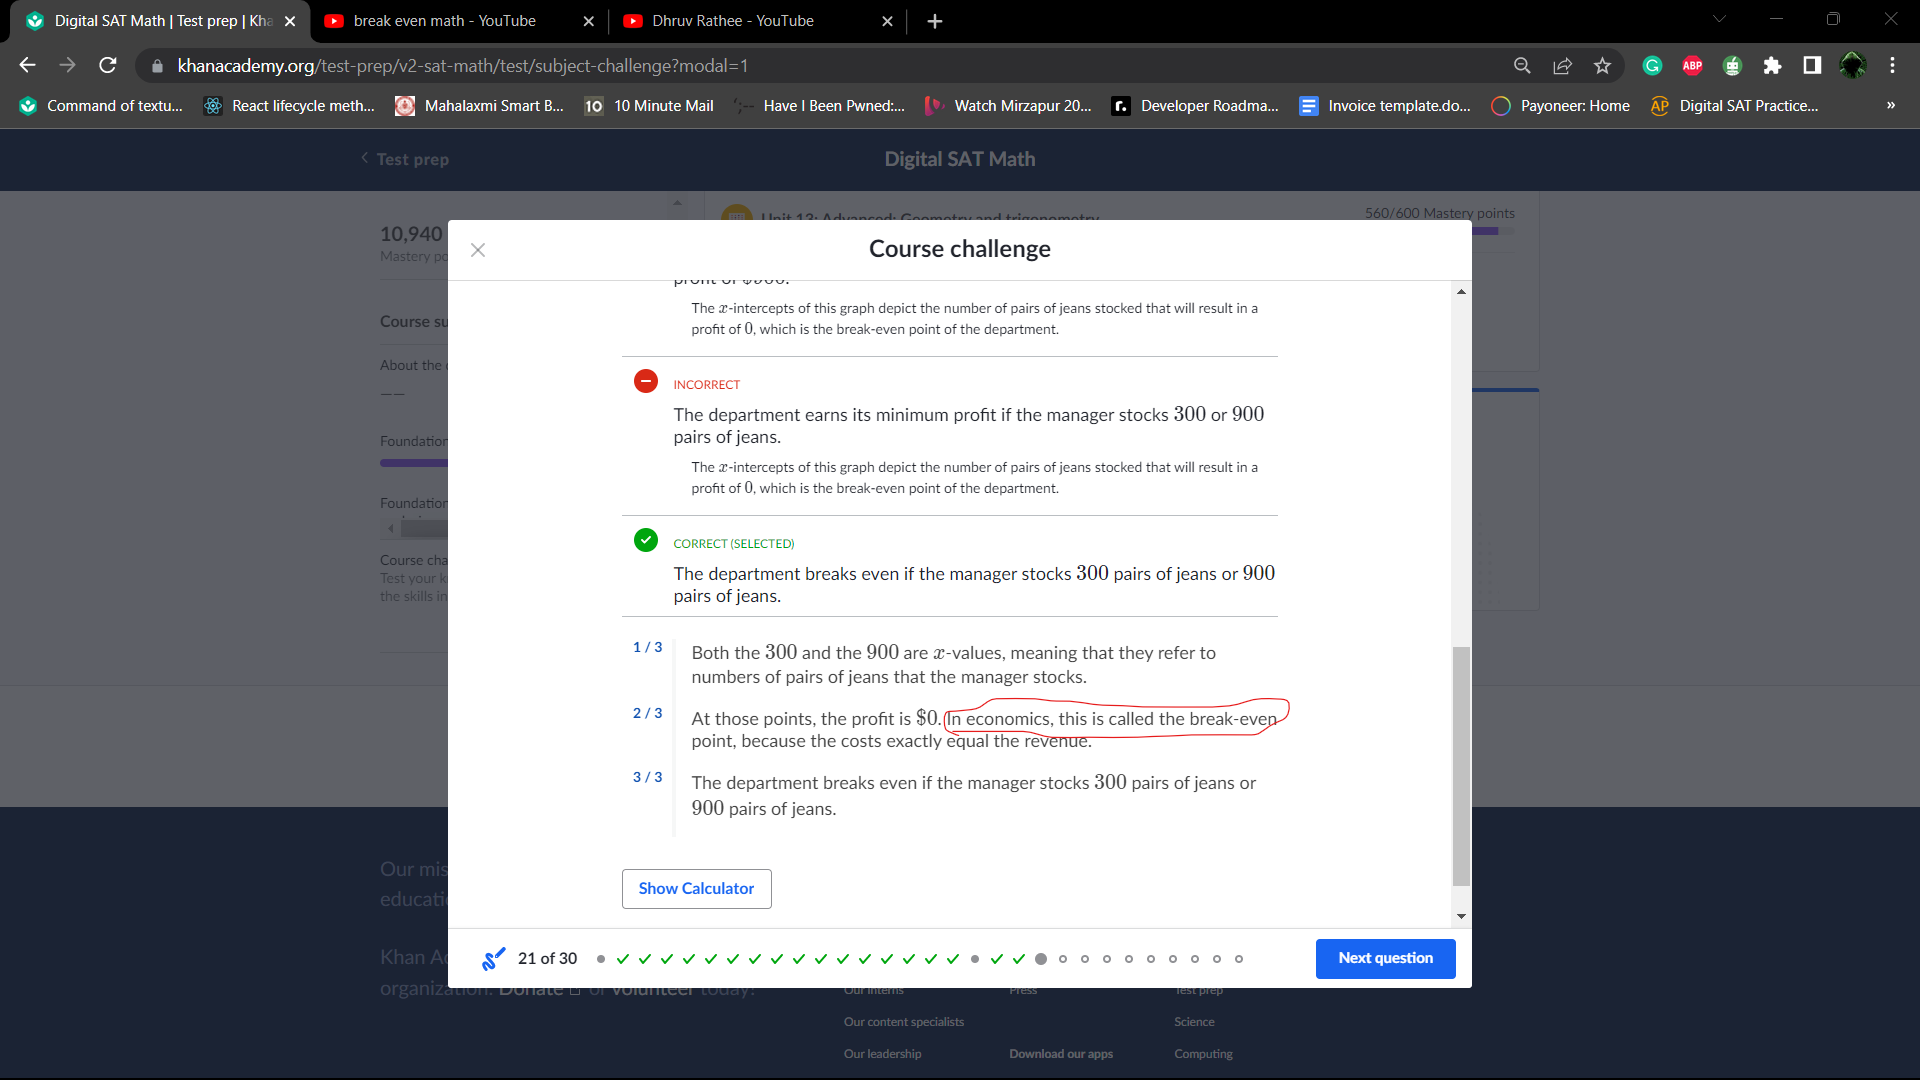 Digital SAT Math | Test prep | Kha
break even math - YouTube
Dhruv Rathee - YouTube
khanacademy.org/test-prep/v2-sat-math/test/subject-challenge?modal=1
ABP
Command of textu...
React lifecycle meth...
Mahalaxmi Smart B...
10 10 Minute Mail
Have I Been Pwned:...
Watch Mirzapur 20...
r. Developer Roadma...
Invoice template.do...
Payoneer: Home
AP Digital SAT Practice...
»
Test prep
Digital SAT Math
Unit 13: Advanced: Geometry and trigonometry
560/600 Mastery points
10,940
Mastery po
Course su
About the
Foundation
Foundation
Course cha
Test your k
the skills in
Course challenge
profit of $900.
The x-intercepts of this graph depict the number of pairs of jeans stocked that will result in a
profit of 0, which is the break-even point of the department.
INCORRECT
The department earns its minimum profit if the manager stocks 300 or 900
pairs of jeans.
The x-intercepts of this graph depict the number of pairs of jeans stocked that will result in a
profit of 0, which is the break-even point of the department.
CORRECT (SELECTED)
The department breaks even if the manager stocks 300 pairs of jeans or 900
pairs of jeans.
1 / 3
Both the 300 and the 900 are x-values, meaning that they refer to
numbers of pairs of jeans that the manager stocks.
2 / 3
At those points, the profit is $0. In economics, this is called the break-even
point, because the costs exactly equal the revenue.
3 / 3
The department breaks even if the manager stocks 300 pairs of jeans or
900 pairs of jeans.
Show Calculator
21 of 30
Next question
Our mis
educati
Khan Ac
organization. Donate or volunteer today!
Our interns
Press
Test prep
Our content specialists
Science
Our leadership
Download our apps
Computing